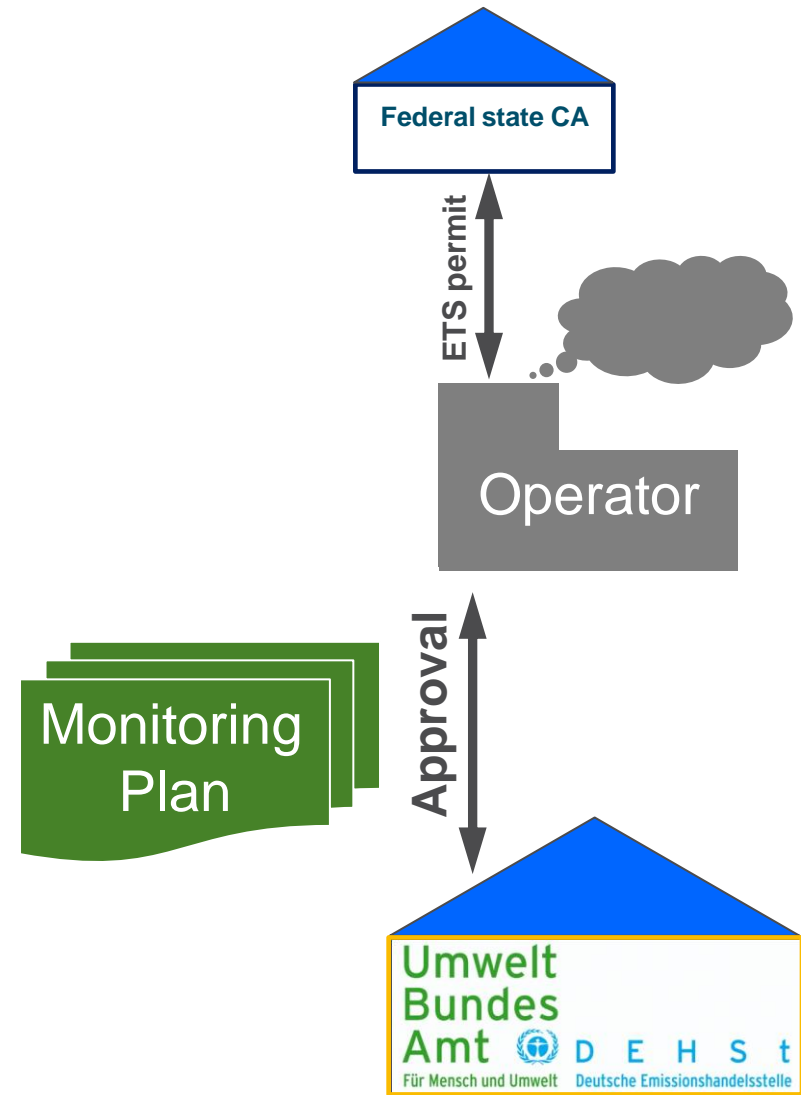 Federal state CA
ETS permit
Operator
Approval
Monitoring
Plan
Umwelt
Bundes
Amt
Für Mensch und Umwelt
D E H S t
Deutsche Emissionshandelsstelle